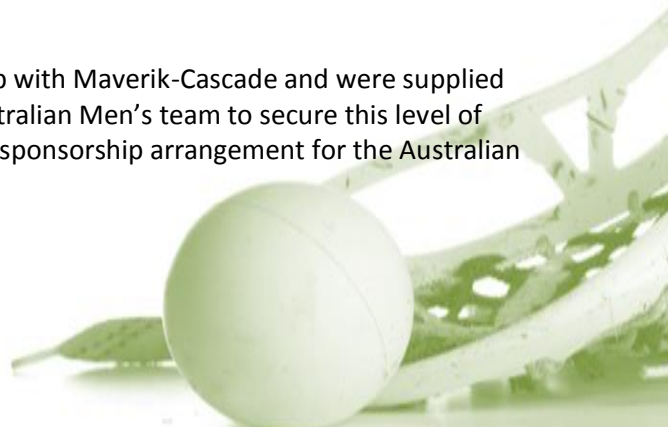 with Maverik-Cascade and were supplied
tralian Men’s team to secure this level of
sponsorship arrangement for the Australian